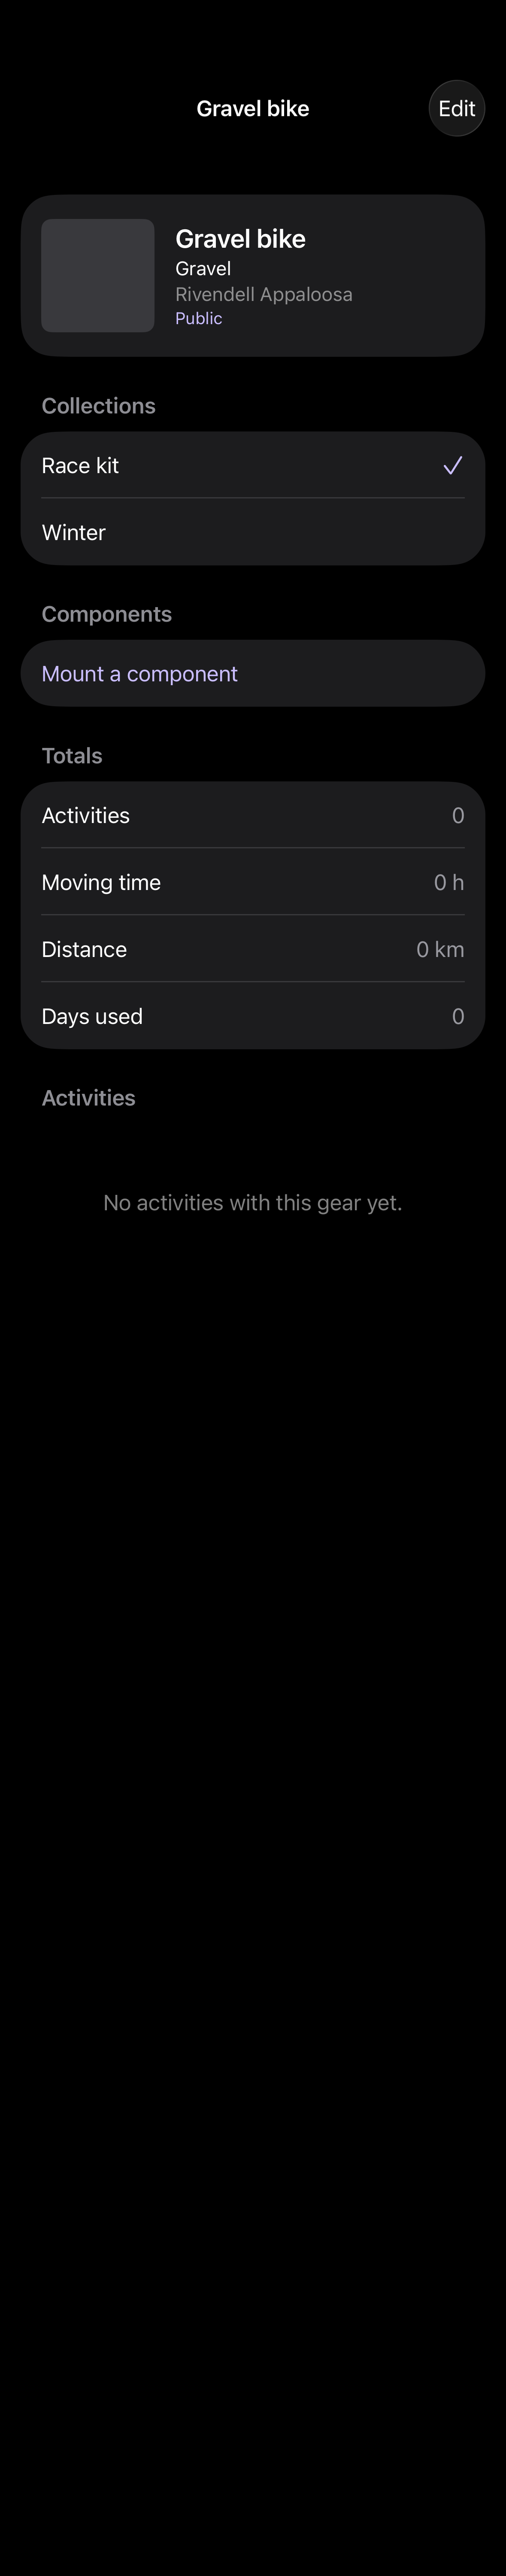 Gravel bike
Edit
Gravel bike
Gravel
Rivendell Appaloosa
Public
Collections
Race kit
Winter
Components
Mount a component
Totals
Activities 0
Moving time 0 h
Distance 0 km
Days used 0
Activities
No activities with this gear yet.